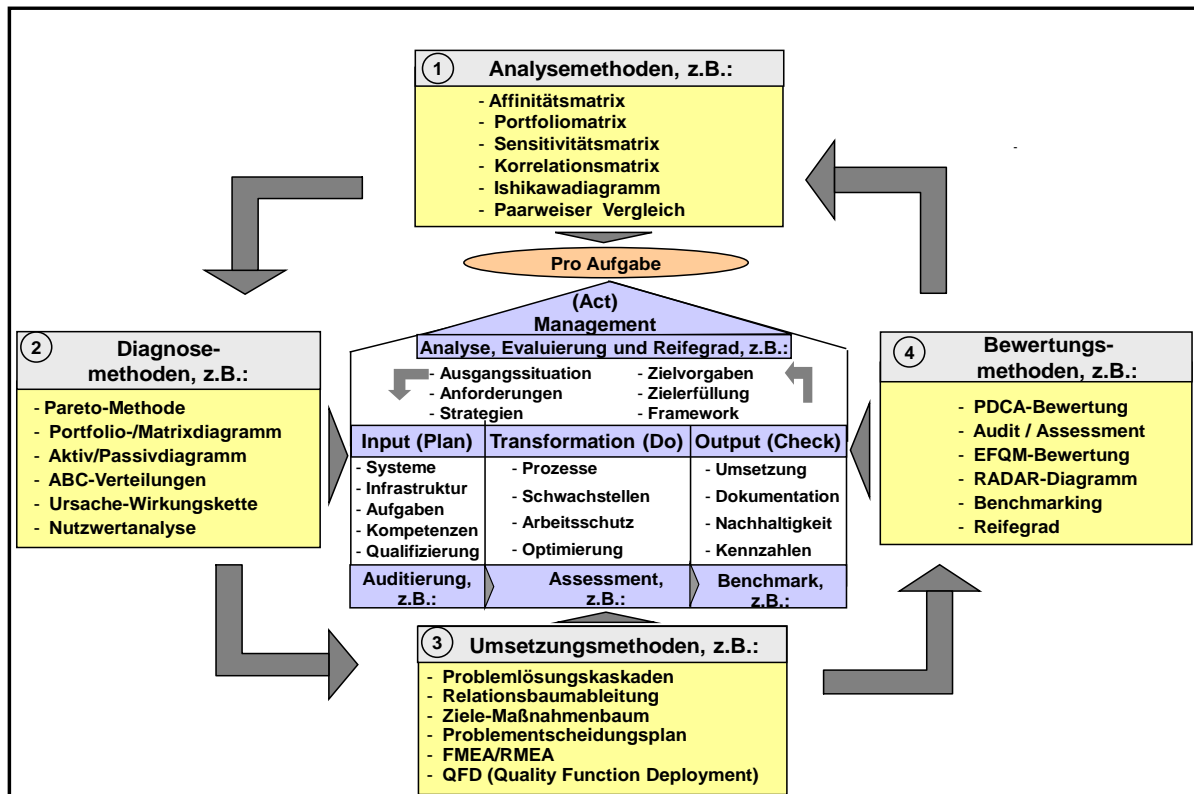 1 Analysemethoden, z.B.:
- Affinitätsmatrix
- Portfoliomatrix
- Sensitivitätsmatrix
- Korrelationsmatrix
- Ishikawadiagramm
- Paarweiser Vergleich
-
Pro Aufgabe
(Act)
Management
Analyse, Evaluierung und Reifegrad, z.B.:
- Ausgangssituation
- Anforderungen
- Strategien
- Zielvorgaben
- Zielerfüllung
- Framework
Input (Plan)
- Systeme
- Infrastruktur
- Aufgaben
- Kompetenzen
- Qualifizierung
Auditierung,
z.B.:
Transformation (Do)
- Prozesse
- Schwachstellen
- Arbeitsschutz
- Optimierung
Assessment,
z.B.:
Output (Check)
- Umsetzung
- Dokumentation
- Nachhaltigkeit
- Kennzahlen
Benchmark,
z.B.:
2 Diagnose-
methoden, z.B.:
- Pareto-Methode
- Portfolio-/Matrixdiagramm
- Aktiv/Passivdiagramm
- ABC-Verteilungen
- Ursache-Wirkungskette
- Nutzwertanalyse
3 Umsetzungsmethoden, z.B.:
- Problemlösungskaskaden
- Relationsbaumableitung
- Ziele-Maßnahmenbaum
- Problementscheidungsplan
- FMEA/RMEA
- QFD (Quality Function Deployment)
4 Bewertungs-
methoden, z.B.:
- PDCA-Bewertung
- Audit / Assessment
- EFQM-Bewertung
- RADAR-Diagramm
- Benchmarking
- Reifegrad